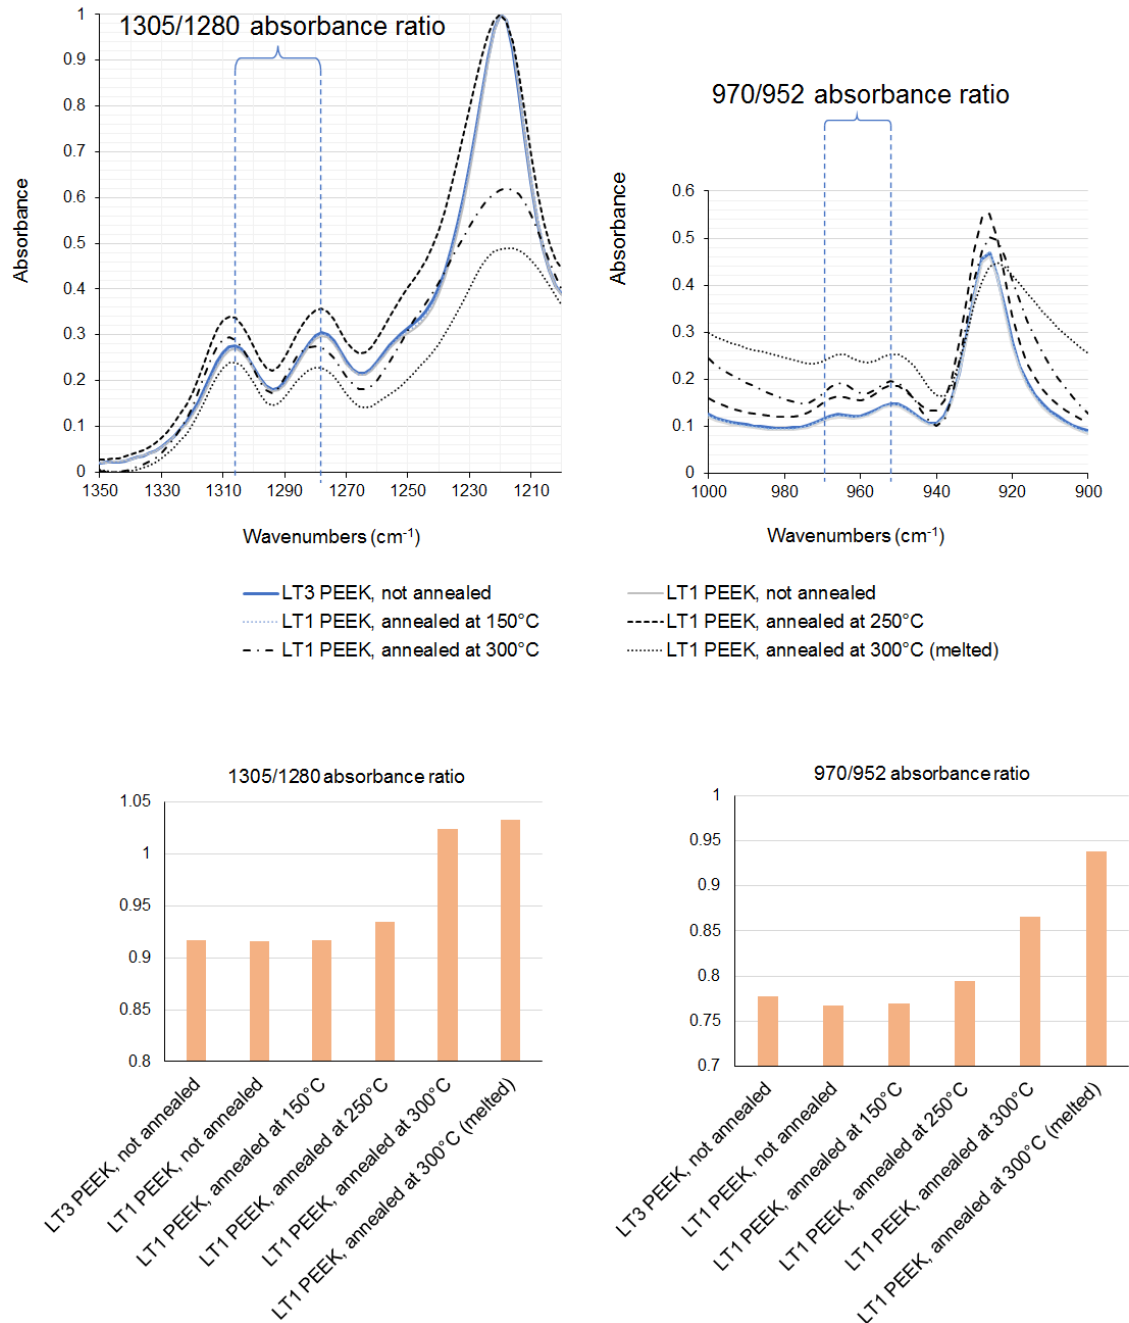 1305/1280 absorbance ratio
1
0.9
0.8
0.7
0.6
0.5
0.4
0.3
0.2
0.1
0
Absorbance
1350 1330 1310 1290 1270 1250 1230 1210
Wavenumbers (cm⁻¹)
970/952 absorbance ratio
0.6
0.5
0.4
0.3
0.2
0.1
0
Absorbance
1000 980 960 940 920 900
Wavenumbers (cm⁻¹)
LT3 PEEK, not annealed
LT1 PEEK, not annealed
LT1 PEEK, annealed at 150°C
LT1 PEEK, annealed at 250°C
LT1 PEEK, annealed at 300°C
LT1 PEEK, annealed at 300°C (melted)
1305/1280 absorbance ratio
1.05
1
0.95
0.9
0.85
0.8
LT3 PEEK, not annealed
LT1 PEEK, not annealed
LT1 PEEK, annealed at 150°C
LT1 PEEK, annealed at 250°C
LT1 PEEK, annealed at 300°C
LT1 PEEK, annealed at 300°C (melted)
970/952 absorbance ratio
1
0.95
0.9
0.85
0.8
0.75
0.7
LT3 PEEK, not annealed
LT1 PEEK, not annealed
LT1 PEEK, annealed at 150°C
LT1 PEEK, annealed at 250°C
LT1 PEEK, annealed at 300°C
LT1 PEEK, annealed at 300°C (melted)